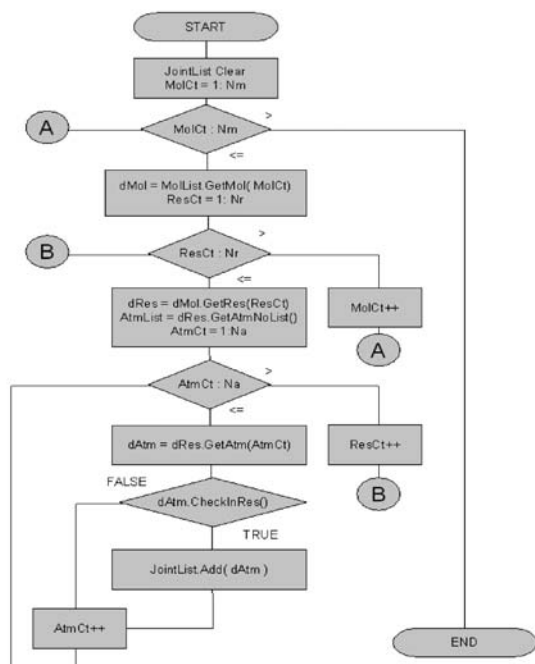 START
JointList Clear
MolCt = 1: Nm
A
MolCt : Nm
>
<=
dMol = MolList.GetMol( MolCt)
ResCt = 1: Nr
B
ResCt : Nr
>
<=
dRes = dMol.GetRes(ResCt)
AtmList = dRes.GetAtmNoList()
AtmCt = 1:Na
MolCt++
A
AtmCt : Na
>
<=
dAtm = dRes.GetAtm(AtmCt)
ResCt++
B
FALSE
dAtm.CheckInRes()
TRUE
JointList.Add( dAtm )
AtmCt++
END